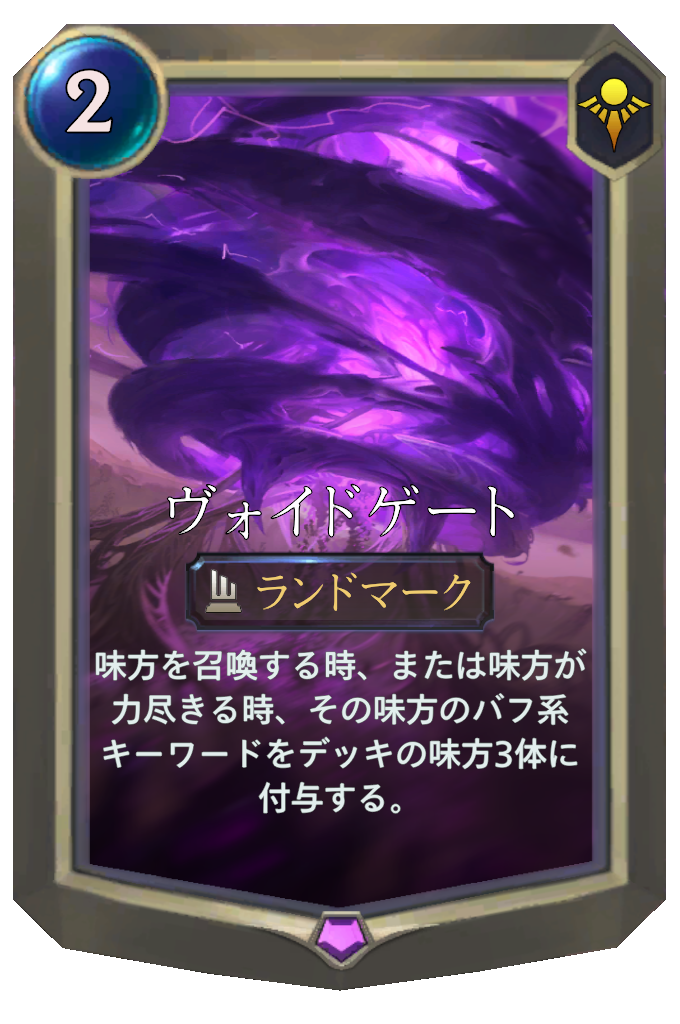 2
ヴォイドゲート
ランドマーク
味方を召喚する時、または味方が
力尽きる時、その味方のバフ系
キーワードをデッキの味方3体に
付与する。